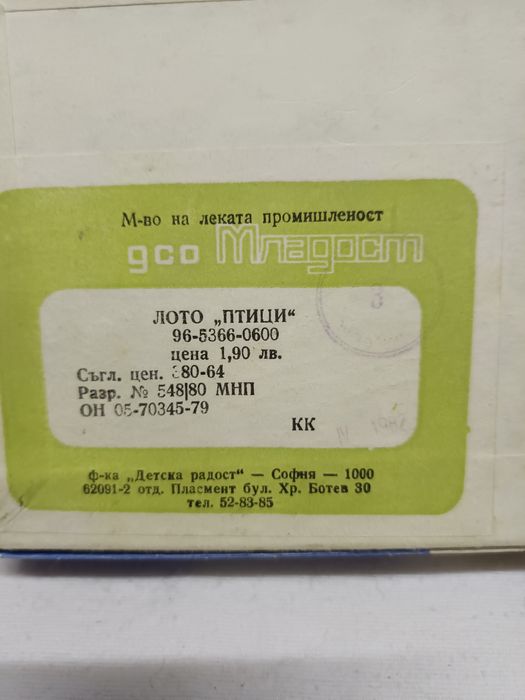 М-во на леката промишленост
дсо Младост
ЛОТО „ПТИЦИ“
96-5366-0600
цена 1,90 лв.
Съгл. цен. 380-64
Разр. № 548|80 МНП
ОН 05-70345-79
КК
ф-ка „Детска радост“ — София — 1000
62091-2 отд. Пласмент бул. Хр. Ботев 30
тел. 52-83-85
3